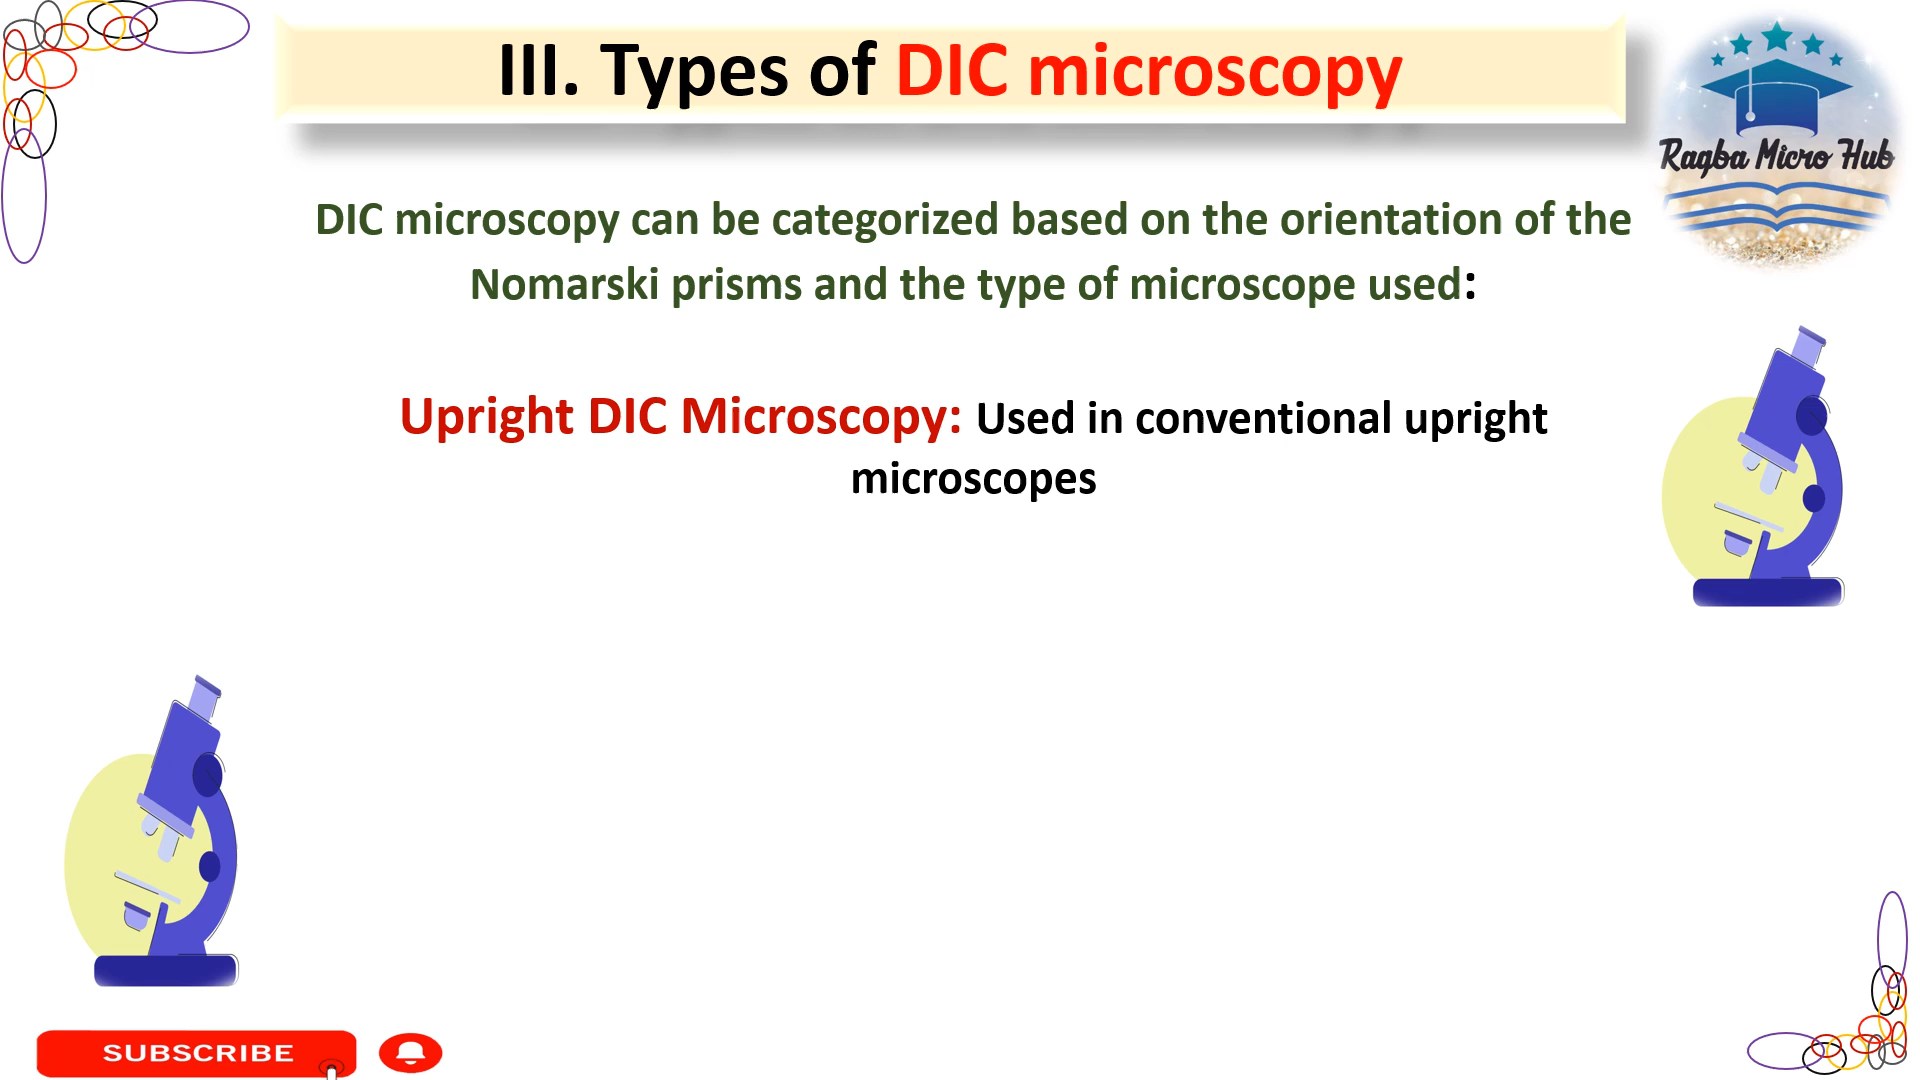 III. Types of DIC microscopy
Ragba Micro Hub
DIC microscopy can be categorized based on the orientation of the
Nomarski prisms and the type of microscope used:
Upright DIC Microscopy: Used in conventional upright
microscopes
SUBSCRIBE